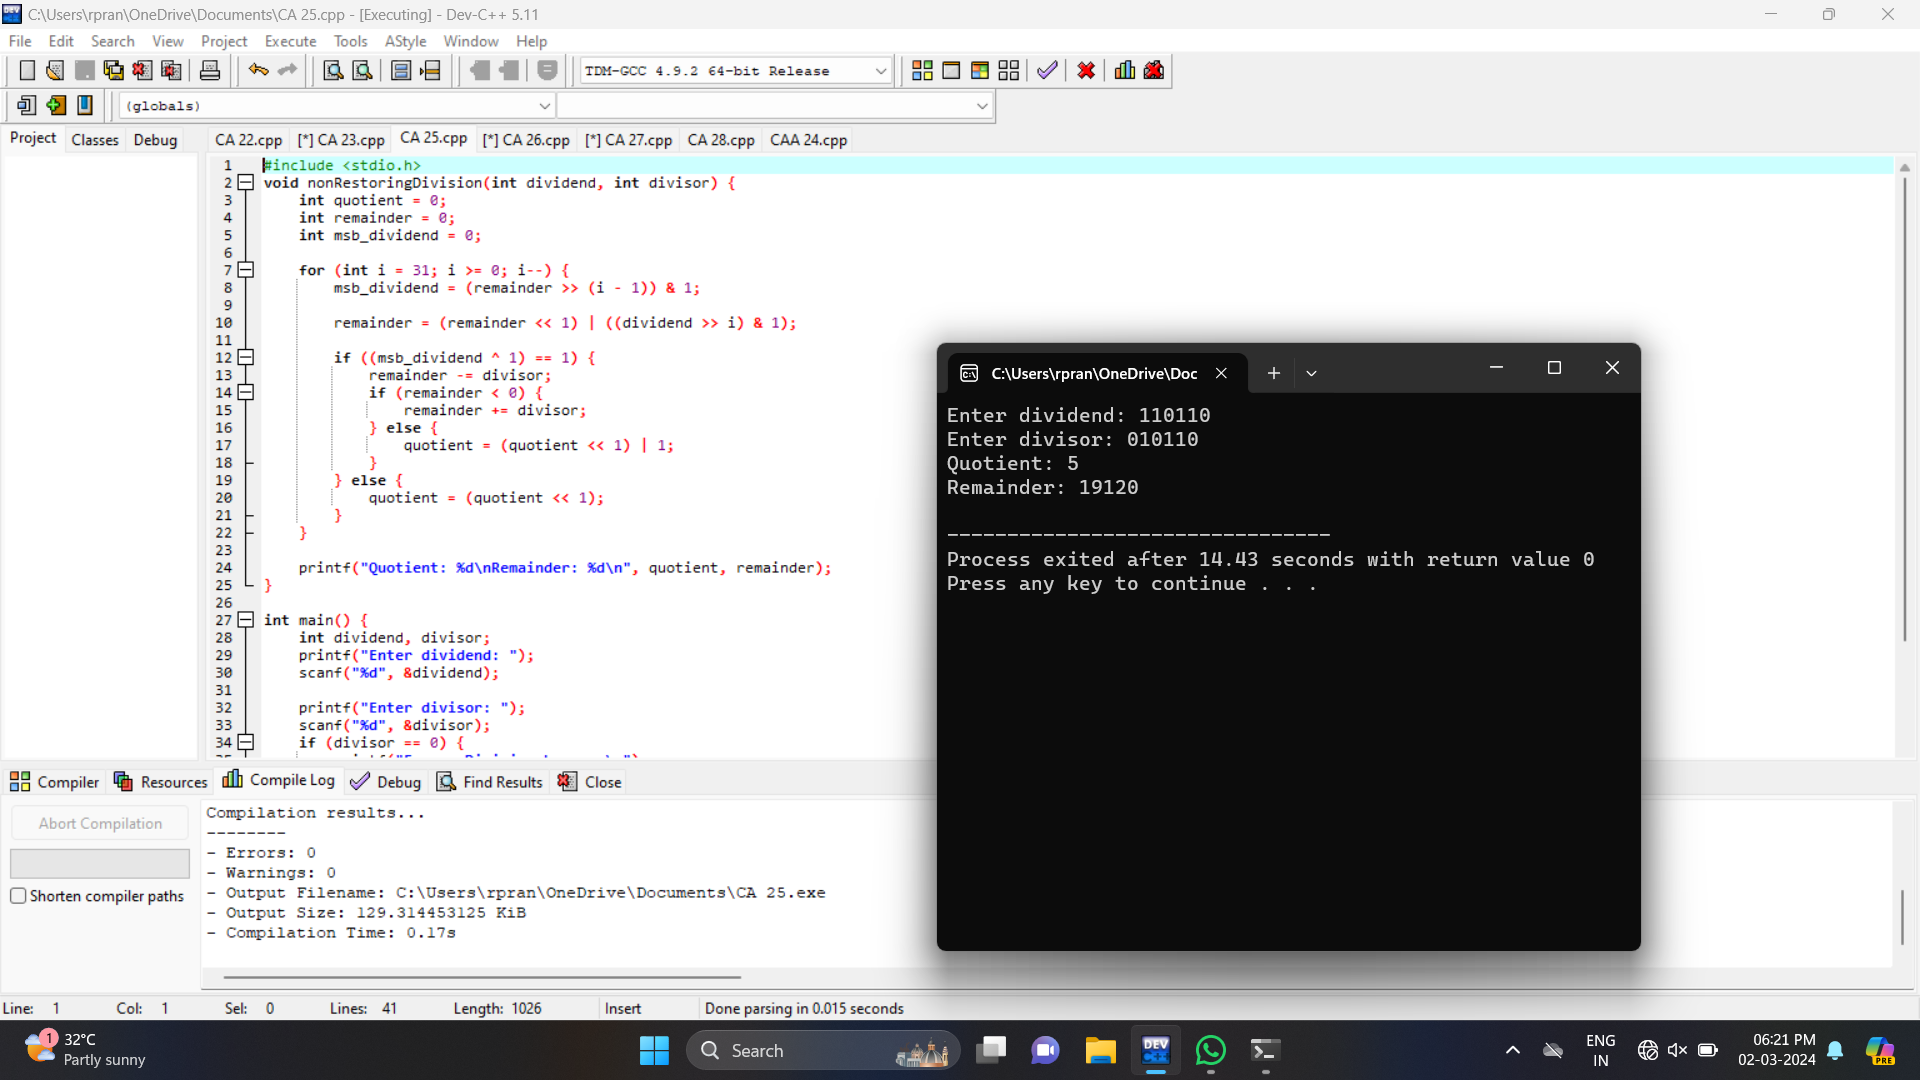 C:\Users\rpran\OneDrive\Documents\CA 25.cpp - [Executing] - Dev-C++ 5.11
File Edit Search View Project Execute Tools AStyle Window Help
TDM-GCC 4.9.2 64-bit Release
(globals)
Project Classes Debug CA 22.cpp [*] CA 23.cpp CA 25.cpp [*] CA 26.cpp [*] CA 27.cpp CA 28.cpp CAA 24.cpp
1 #include <stdio.h>
2 void nonRestoringDivision(int dividend, int divisor) {
3 int quotient = 0;
4 int remainder = 0;
5 int msb_dividend = 0;
6
7 for (int i = 31; i >= 0; i--) {
8 msb_dividend = (remainder >> (i - 1)) & 1;
9
10 remainder = (remainder << 1) | ((dividend >> i) & 1);
11
12 if ((msb_dividend ^ 1) == 1) {
13 remainder -= divisor;
14 if (remainder < 0) {
15 remainder += divisor;
16 } else {
17 quotient = (quotient << 1) | 1;
18 }
19 } else {
20 quotient = (quotient << 1);
21 }
22 }
23
24 printf("Quotient: %d\nRemainder: %d\n", quotient, remainder);
25 }
26
27 int main() {
28 int dividend, divisor;
29 printf("Enter dividend: ");
30 scanf("%d", &dividend);
31
32 printf("Enter divisor: ");
33 scanf("%d", &divisor);
34 if (divisor == 0) {
C:\Users\rpran\OneDrive\Doc
Enter dividend: 110110
Enter divisor: 010110
Quotient: 5
Remainder: 19120
--------------------------------
Process exited after 14.43 seconds with return value 0
Press any key to continue . . .
Compiler Resources Compile Log Debug Find Results Close
Abort Compilation
Shorten compiler paths
Compilation results...
--------
- Errors: 0
- Warnings: 0
- Output Filename: C:\Users\rpran\OneDrive\Documents\CA 25.exe
- Output Size: 129.314453125 KiB
- Compilation Time: 0.17s
Line: 1 Col: 1 Sel: 0 Lines: 41 Length: 1026 Insert Done parsing in 0.015 seconds
1
32°C
Partly sunny
Search
DEV
C++
ENG
IN
06:21 PM
02-03-2024
PRE